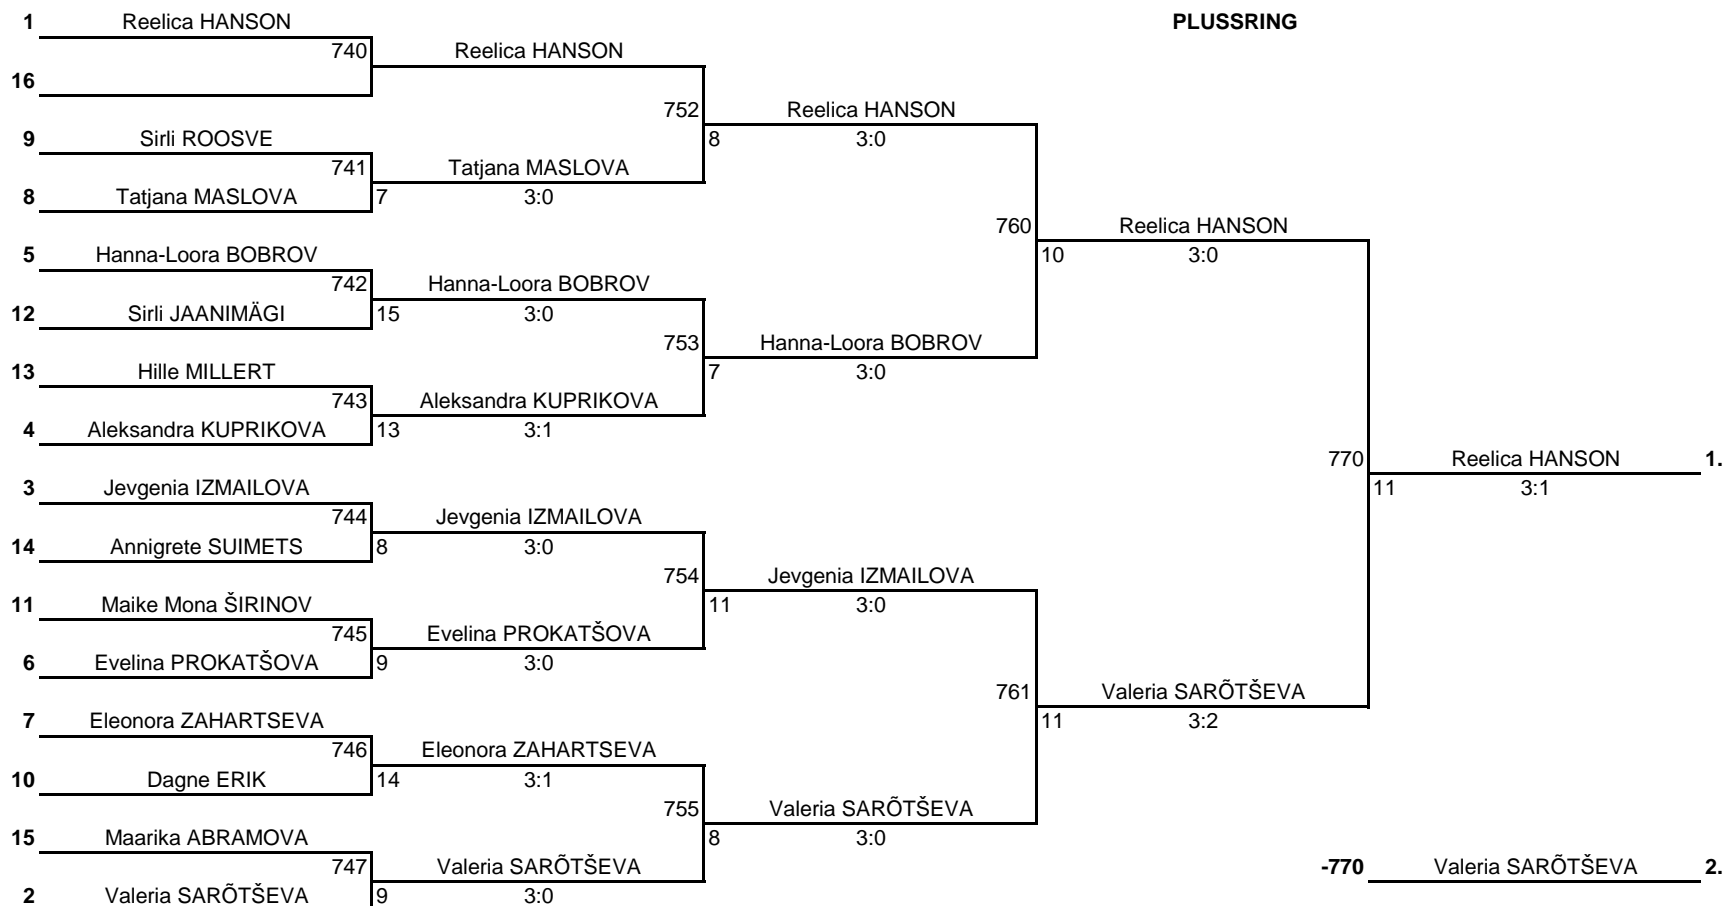 1 Reelica HANSON PLUSSRING
740 Reelica HANSON
16
752 Reelica HANSON
9 Sirli ROOSVE 8 3:0
741 Tatjana MASLOVA
8 Tatjana MASLOVA 7 3:0
760 Reelica HANSON
5 Hanna-Loora BOBROV 10 3:0
742 Hanna-Loora BOBROV
12 Sirli JAANIMÄGI 15 3:0
753 Hanna-Loora BOBROV
13 Hille MILLERT 7 3:0
743 Aleksandra KUPRIKOVA
4 Aleksandra KUPRIKOVA 13 3:1
770 Reelica HANSON 1.
3 Jevgenia IZMAILOVA 11 3:1
744 Jevgenia IZMAILOVA
14 Annigrete SUIMETS 8 3:0
754 Jevgenia IZMAILOVA
11 Maike Mona ŠIRINOV 11 3:0
745 Evelina PROKATŠOVA
6 Evelina PROKATŠOVA 9 3:0
761 Valeria SARÕTŠEVA
7 Eleonora ZAHARTSEVA 11 3:2
746 Eleonora ZAHARTSEVA
10 Dagne ERIK 14 3:1
755 Valeria SARÕTŠEVA
15 Maarika ABRAMOVA 8 3:0
747 Valeria SARÕTŠEVA -770 Valeria SARÕTŠEVA 2.
2 Valeria SARÕTŠEVA 9 3:0